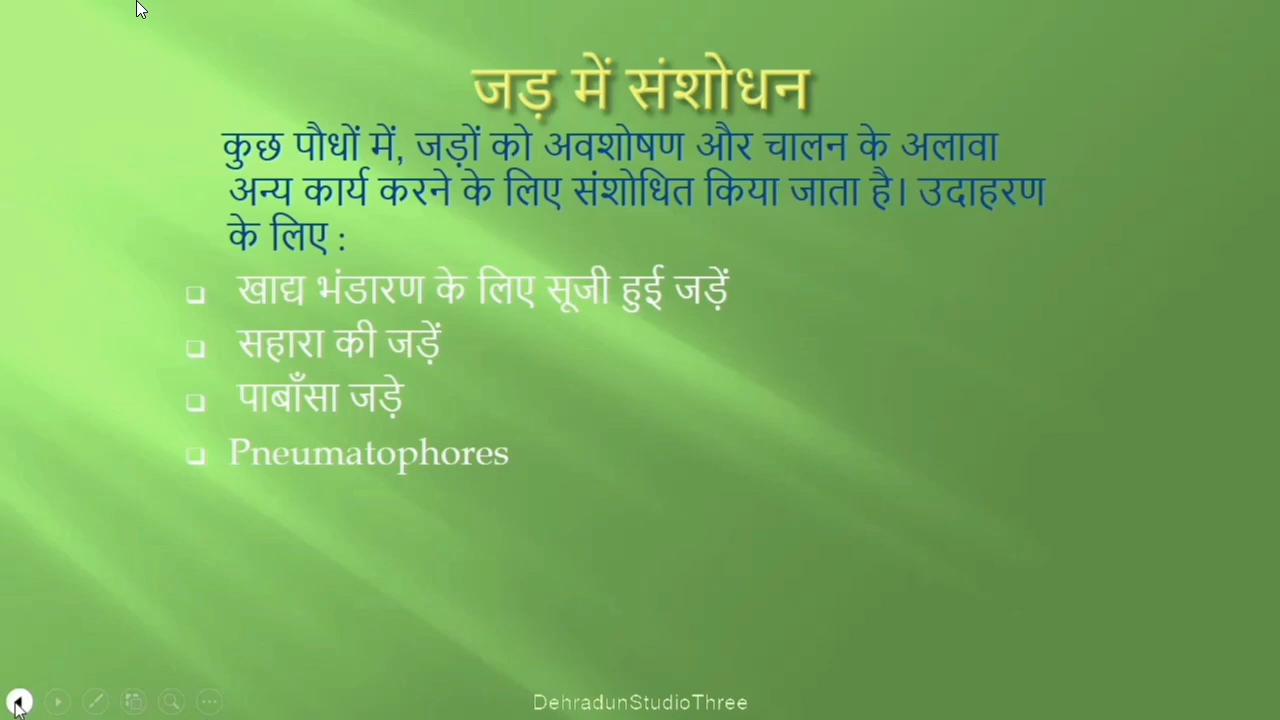 जड़ में संशोधन
कुछ पौधों में, जड़ों को अवशोषण और चालन के अलावा
अन्य कार्य करने के लिए संशोधित किया जाता है। उदाहरण
के लिए :
खाद्य भंडारण के लिए सूजी हुई जड़ें
सहारा की जड़ें
पाबाँसा जड़े
Pneumatophores
DehradunStudioThree